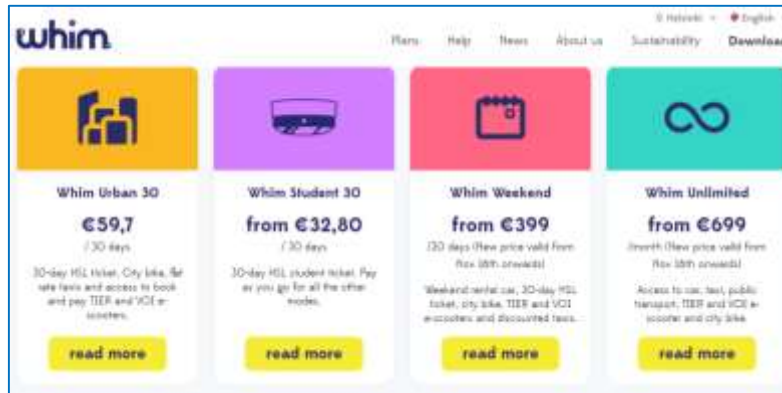 Helsinki English
whim
Plans Help News About us Sustainability Download
Whim Urban 30
€59,7
/ 30 days
30-day HSL ticket, City bike, flat
rate taxis and access to book
and pay TIER and VOI e-
scooters.
read more
Whim Student 30
from €32,80
/ 30 days
30-day HSL student ticket. Pay
as you go for all the other
modes.
read more
Whim Weekend
from €399
/30 days (New price valid from
Nov 18th onwards)
Weekend rental car, 30-day HSL
ticket, city bike, TIER and VOI
e-scooters and discounted taxis.
read more
Whim Unlimited
from €699
/month (New price valid from
Nov 18th onwards)
Access to car, taxi, public
transport, TIER and VOI e-
scooter and city bike.
read more